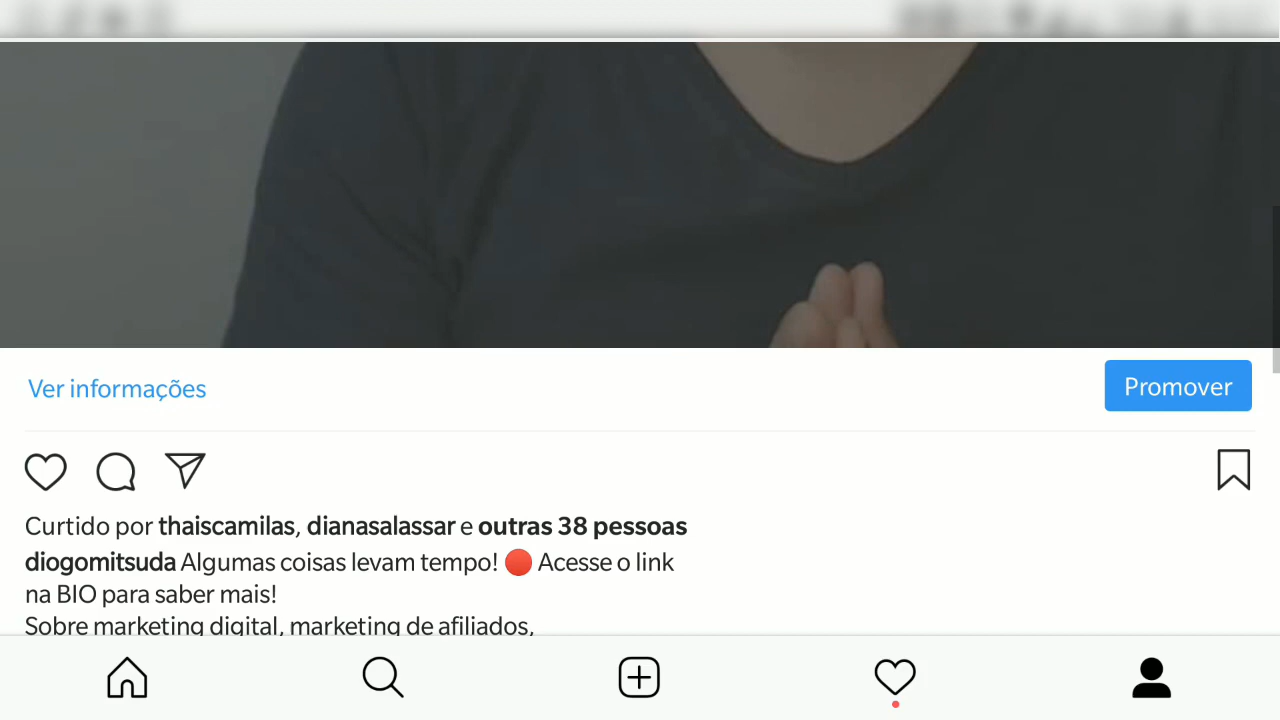 Ver informações
Promover
Curtido por thaiscamilas, dianasalassar e outras 38 pessoas
diogomitsuda Algumas coisas levam tempo! 🔴 Acesse o link
na BIO para saber mais!
Sobre marketing digital, marketing de afiliados,